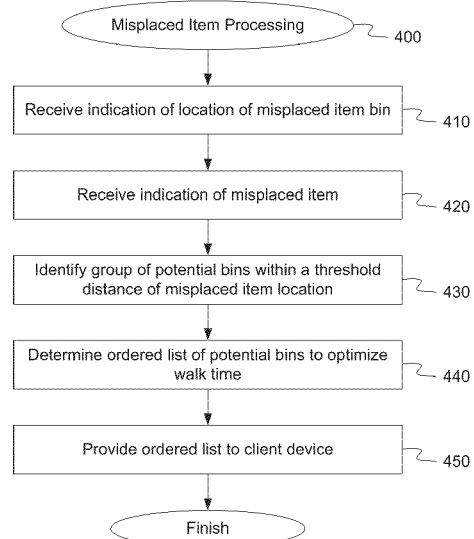 Misplaced Item Processing
400
Receive indication of location of misplaced item bin
410
Receive indication of misplaced item
420
Identify group of potential bins within a threshold
distance of misplaced item location
430
Determine ordered list of potential bins to optimize
walk time
440
Provide ordered list to client device
450
Finish